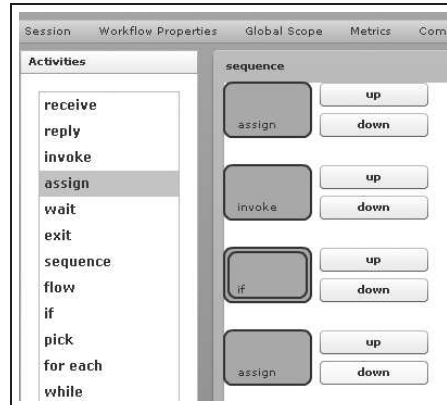 Session Workflow Properties Global Scope Metrics Com
Activities
receive
reply
invoke
assign
wait
exit
sequence
flow
if
pick
for each
while
sequence
assign
up
down
invoke
up
down
if
up
down
assign
up
down